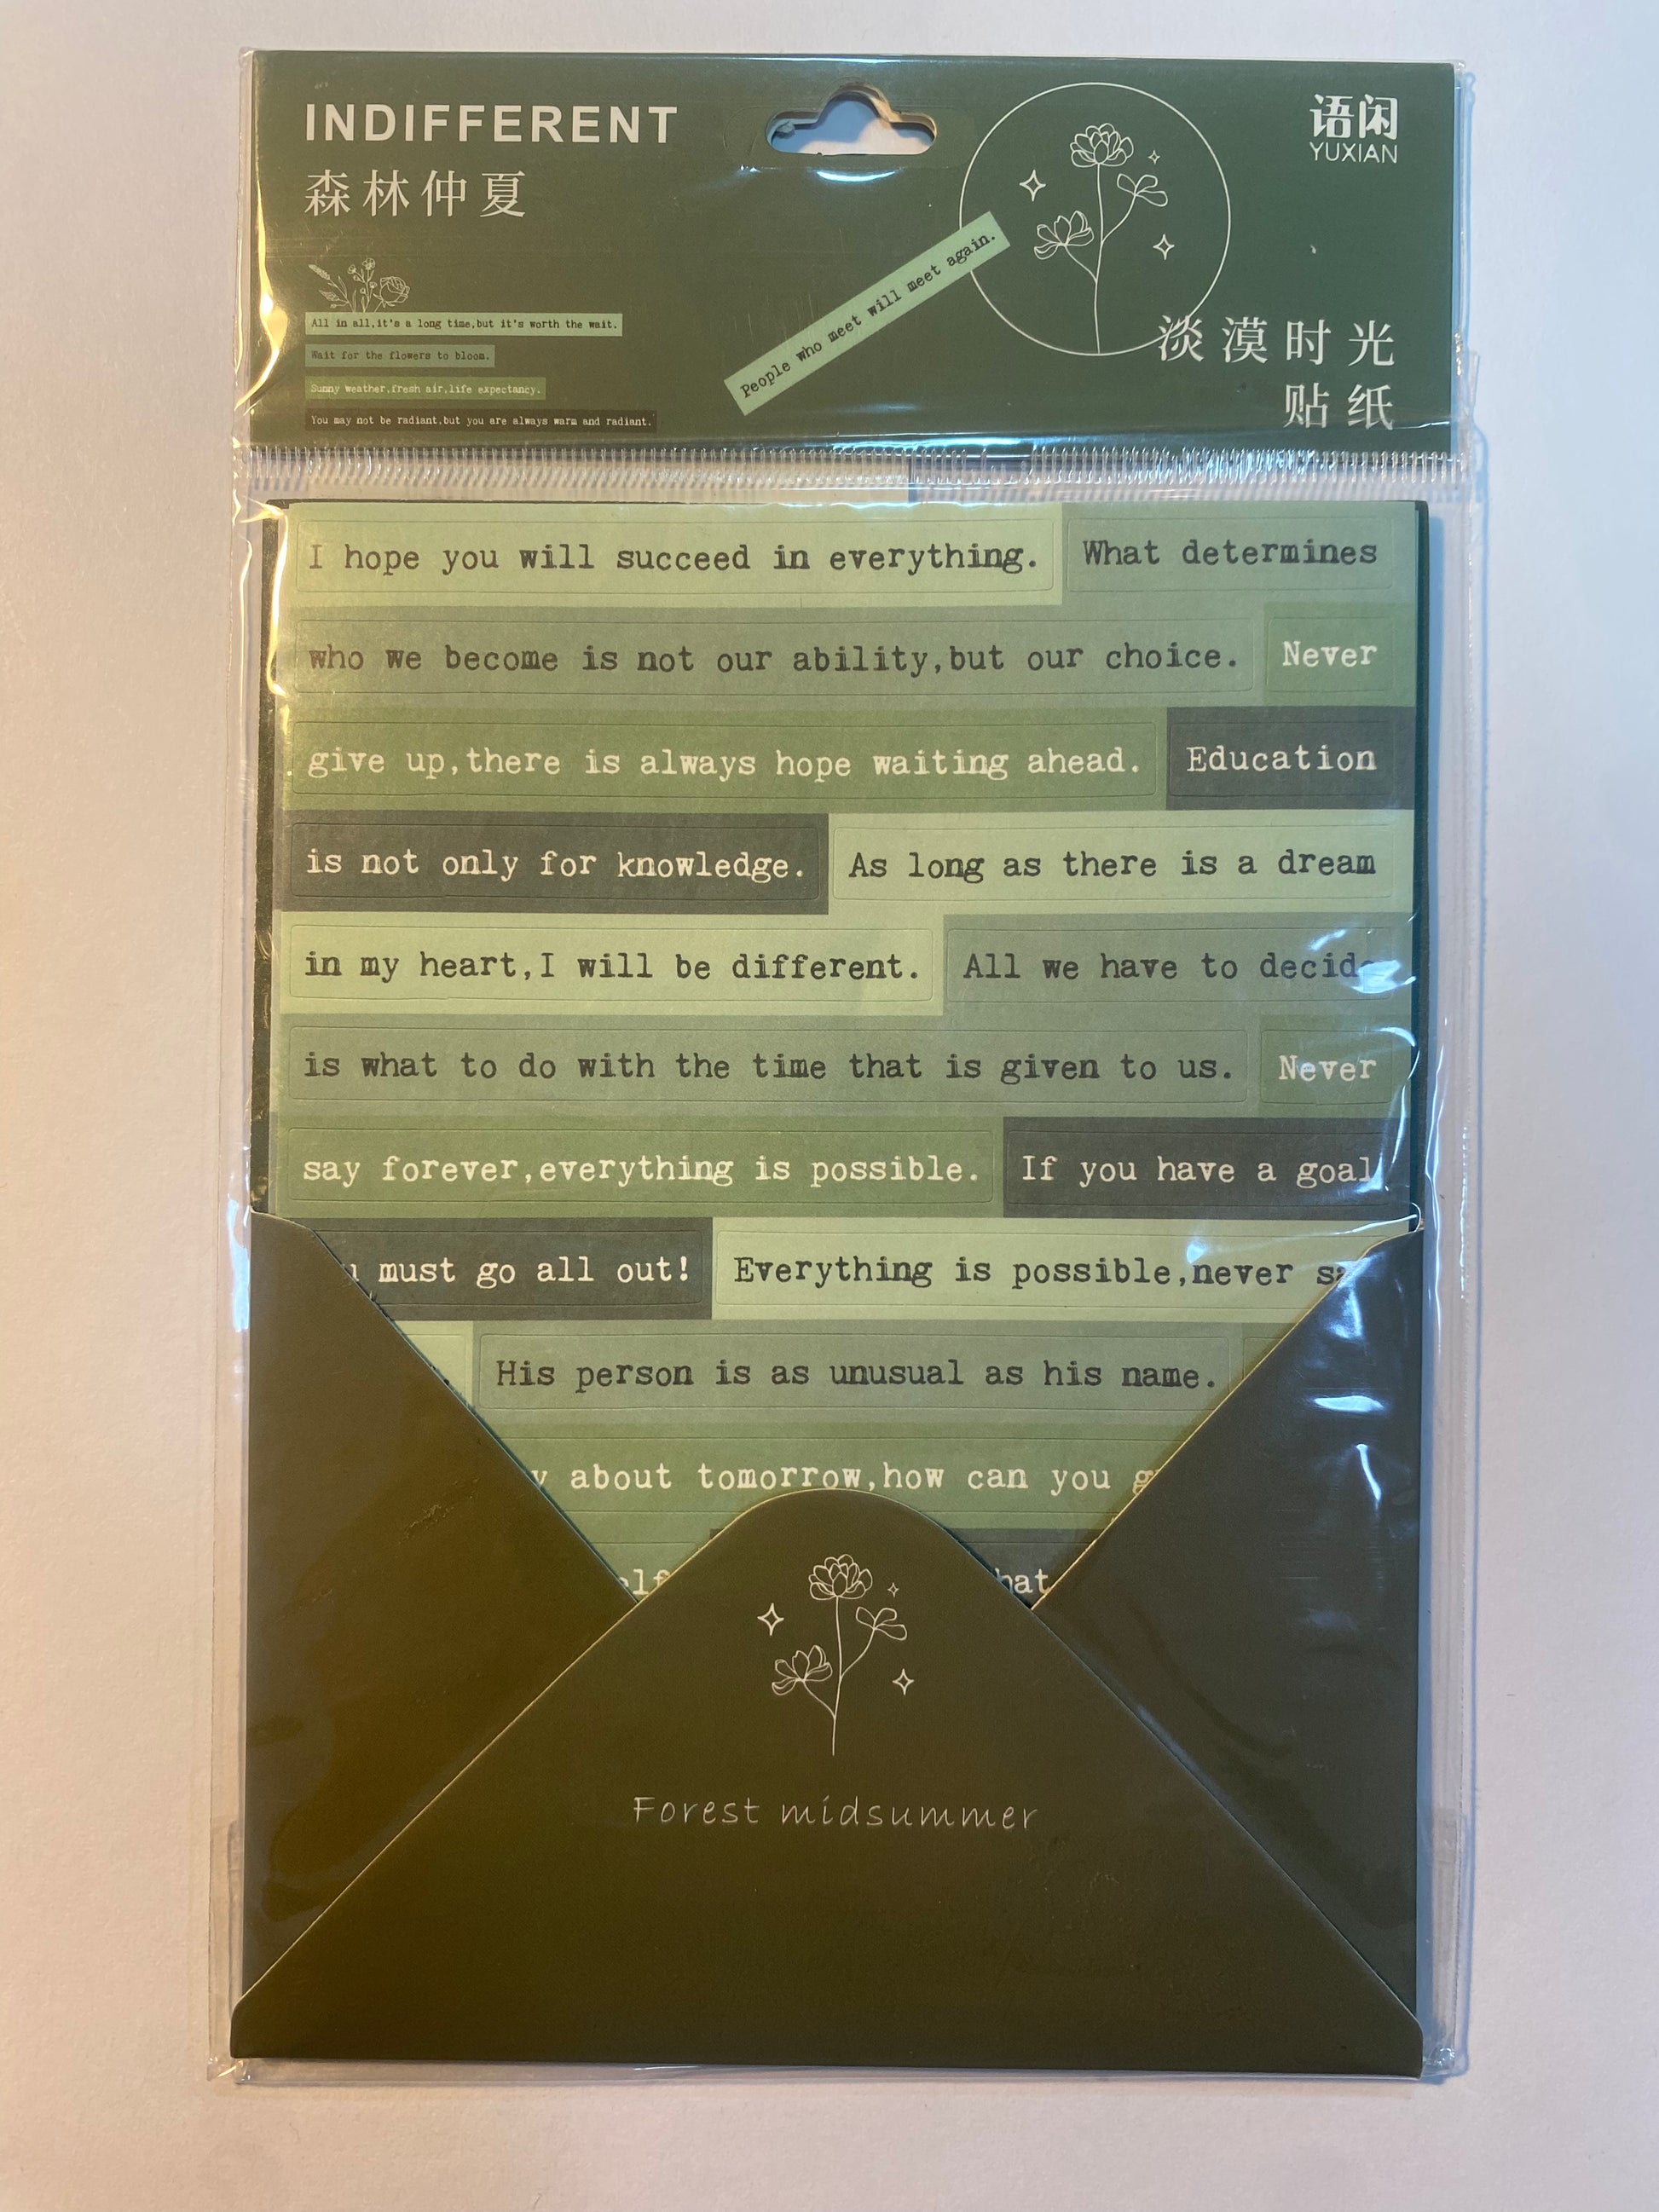 INDIFFERENT
森林仲夏
语闲
YUXIAN
All in all,it's a long time,but it's worth the wait.
Wait for the flowers to bloom.
Sunny weather,fresh air,life expectancy.
You may not be radiant,but you are always warm and radiant.
People who meet will meet again.
淡漠时光
贴纸
I hope you will succeed in everything. What determines
who we become is not our ability,but our choice. Never
give up,there is always hope waiting ahead. Education
is not only for knowledge. As long as there is a dream
in my heart,I will be different. All we have to decide
is what to do with the time that is given to us. Never
say forever,everything is possible. If you have a goal
must go all out! Everything is possible,never
His person is as unusual as his name.
about tomorrow,how can you
Forest midsummer